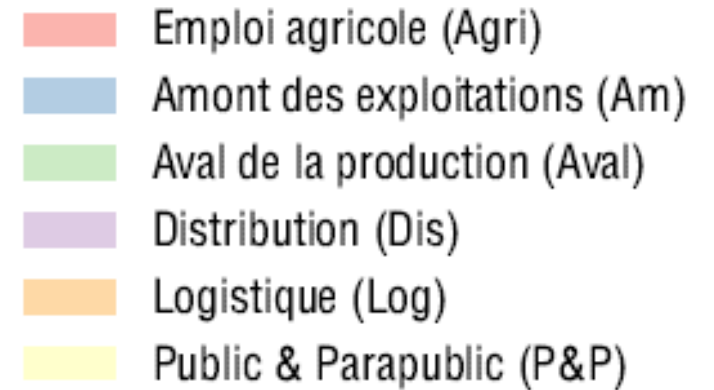 Emploi agricole (Agri)
Amont des exploitations (Am)
Aval de la production (Aval)
Distribution (Dis)
Logistique (Log)
Public & Parapublic (P&P)